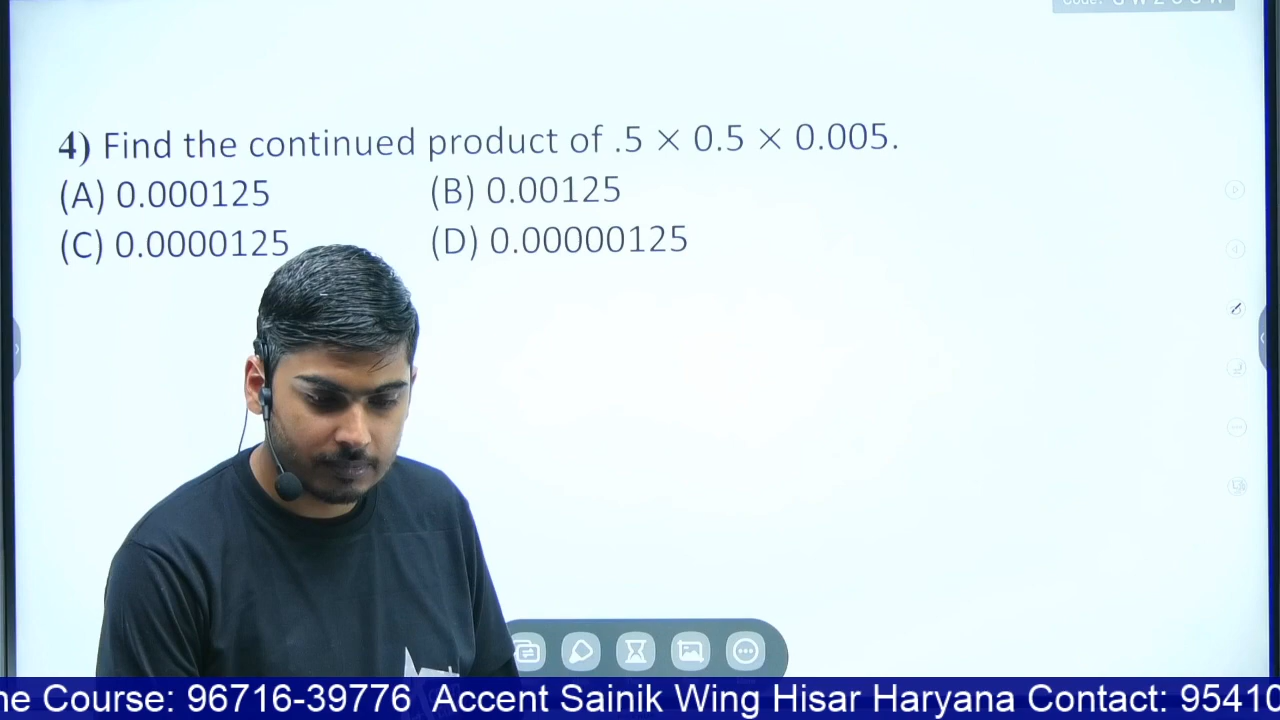 4) Find the continued product of .5 × 0.5 × 0.005.
(A) 0.000125 (B) 0.00125
(C) 0.0000125 (D) 0.00000125
Course: 96716-39776 Accent Sainik Wing Hisar Haryana Contact: 95410